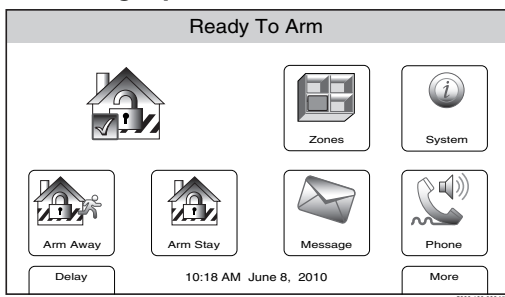 Ready To Arm
Zones
System
Arm Away
Arm Stay
Message
Phone
Delay
10:18 AM June 8, 2010
More